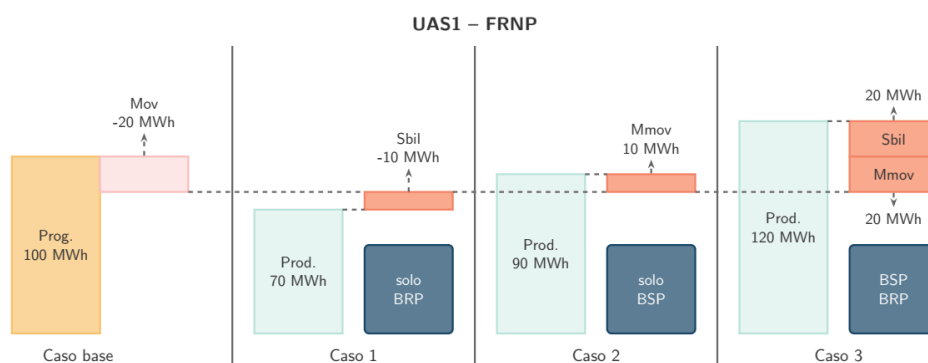 UAS1 – FRNP
Mov
-20 MWh
Prog.
100 MWh
Caso base
Sbil
-10 MWh
Prod.
70 MWh
solo
BRP
Caso 1
Mmov
10 MWh
Prod.
90 MWh
solo
BSP
Caso 2
20 MWh
Sbil
Mmov
20 MWh
Prod.
120 MWh
BSP
BRP
Caso 3